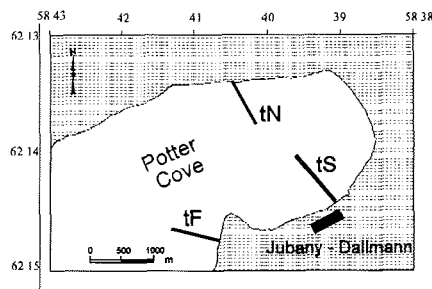 58 43 42 41 40 39 58 38
62.13
N
tN
62.14
Potter
Cove
tS
tF
Jubany - Dallmann
0 500 1000
m
62.15